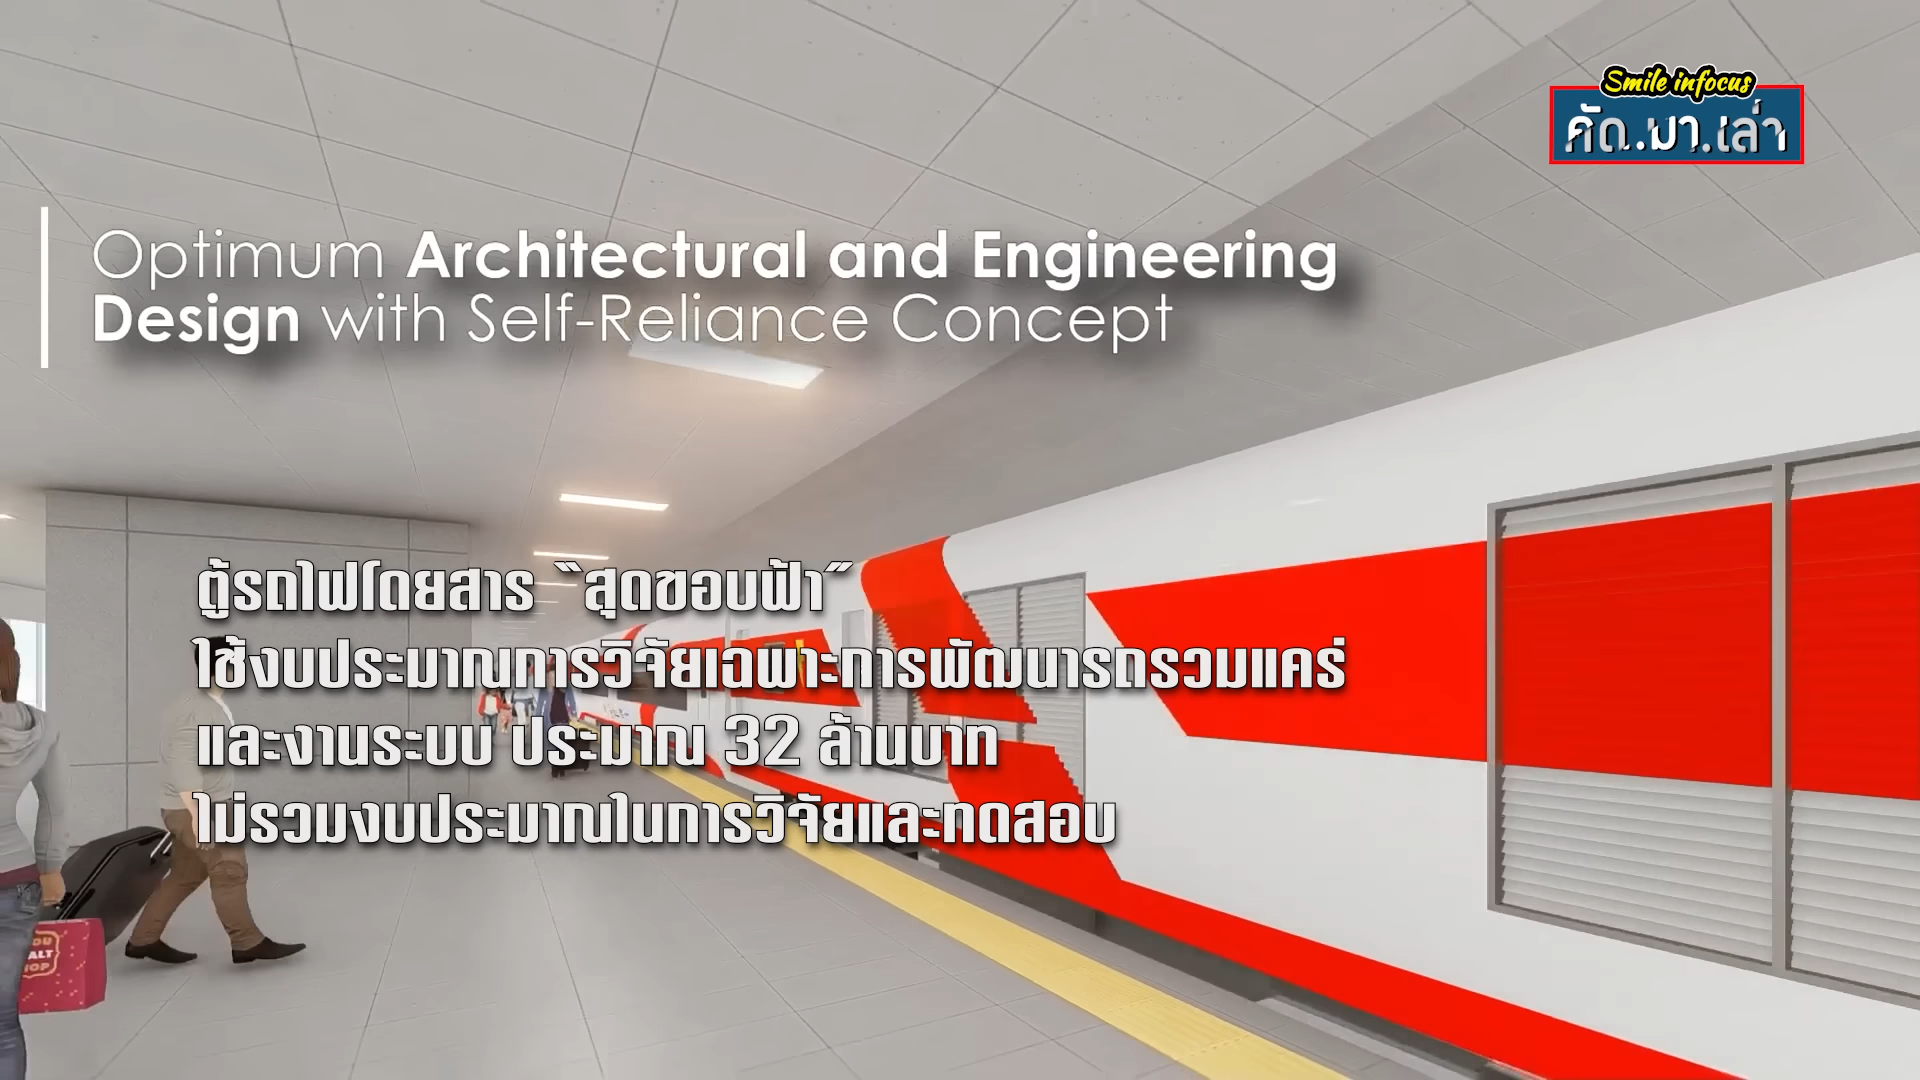 Smile infocus
คัด..มา..เล่า
Optimum Architectural and Engineering
Design with Self-Reliance Concept
ตู้รถไฟโดยสาร “สุดขอบฟ้า”
ใช้งบประมาณการวิจัยเฉพาะการพัฒนารถรวมแคร่
และงานระบบ ประมาณ 32 ล้านบาท
ไม่รวมงบประมาณในการวิจัยและทดสอบ